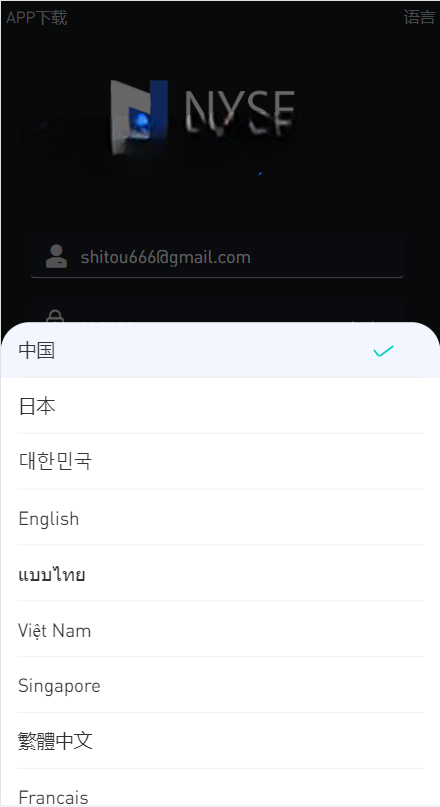 APP下载 语言
NYSE
shitou666@gmail.com
中国
日本
대한민국
English
แบบไทย
Việt Nam
Singapore
繁體中文
Français